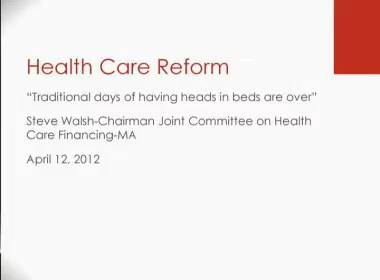 Health Care Reform
“Traditional days of having heads in beds are over”
Steve Walsh-Chairman Joint Committee on Health
Care Financing-MA
April 12, 2012